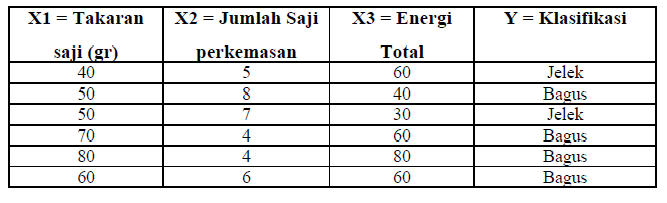 X1 = Takaran saji (gr) X2 = Jumlah Saji perkemasan X3 = Energi Total Y = Klasifikasi
40 5 60 Jelek
50 8 40 Bagus
50 7 30 Jelek
70 4 60 Bagus
80 4 80 Bagus
60 6 60 Bagus